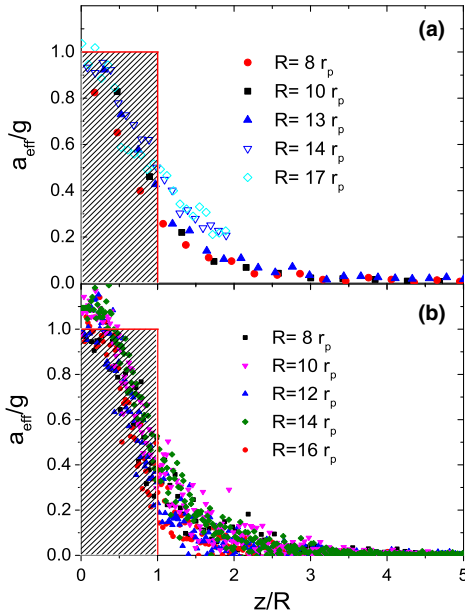 (a)
a_eff/g
1.0
0.8
0.6
0.4
0.2
0.0
R= 8 r_p
R= 10 r_p
R= 13 r_p
R= 14 r_p
R= 17 r_p
(b)
a_eff/g
1.0
0.8
0.6
0.4
0.2
0.0
R= 8 r_p
R=10 r_p
R=12 r_p
R=14 r_p
R=16 r_p
0 1 2 3 4 5
z/R